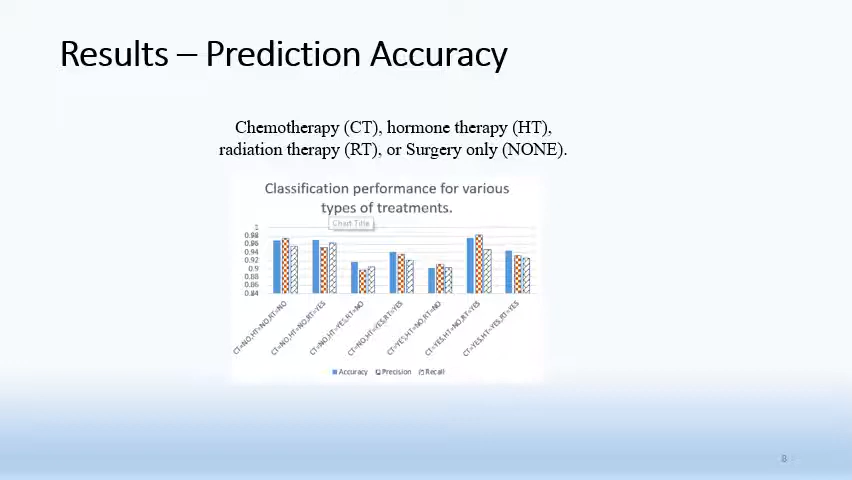 Results – Prediction Accuracy
Chemotherapy (CT), hormone therapy (HT),
radiation therapy (RT), or Surgery only (NONE).
Classification performance for various
types of treatments.
Chart Title
1
0.98
0.96
0.94
0.92
0.9
0.88
0.86
0.84
CT=NO,HT=NO,RT=NO
CT=NO,HT=NO,RT=YES
CT=NO,HT=YES,RT=NO
CT=NO,HT=YES,RT=YES
CT=YES,HT=NO,RT=NO
CT=YES,HT=NO,RT=YES
CT=YES,HT=YES,RT=YES
Accuracy Precision Recall
8